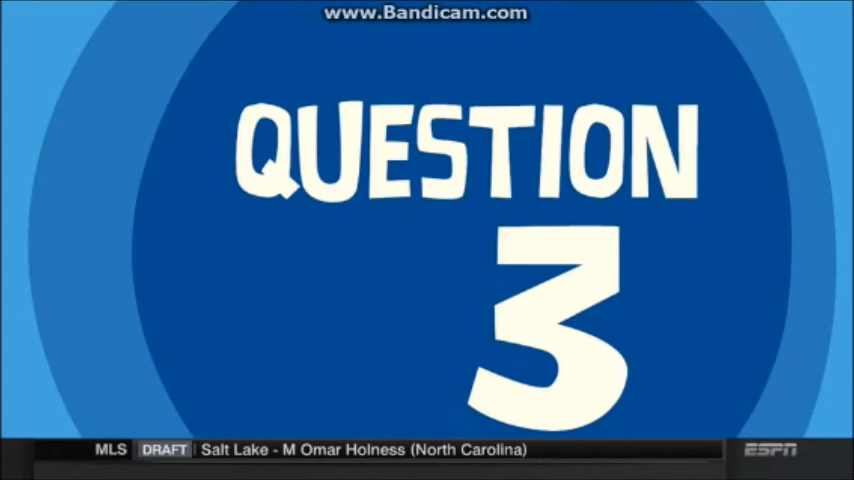 www.Bandicam.com
QUESTION
3
MLS DRAFT Salt Lake - M Omar Holness (North Carolina) ESPN